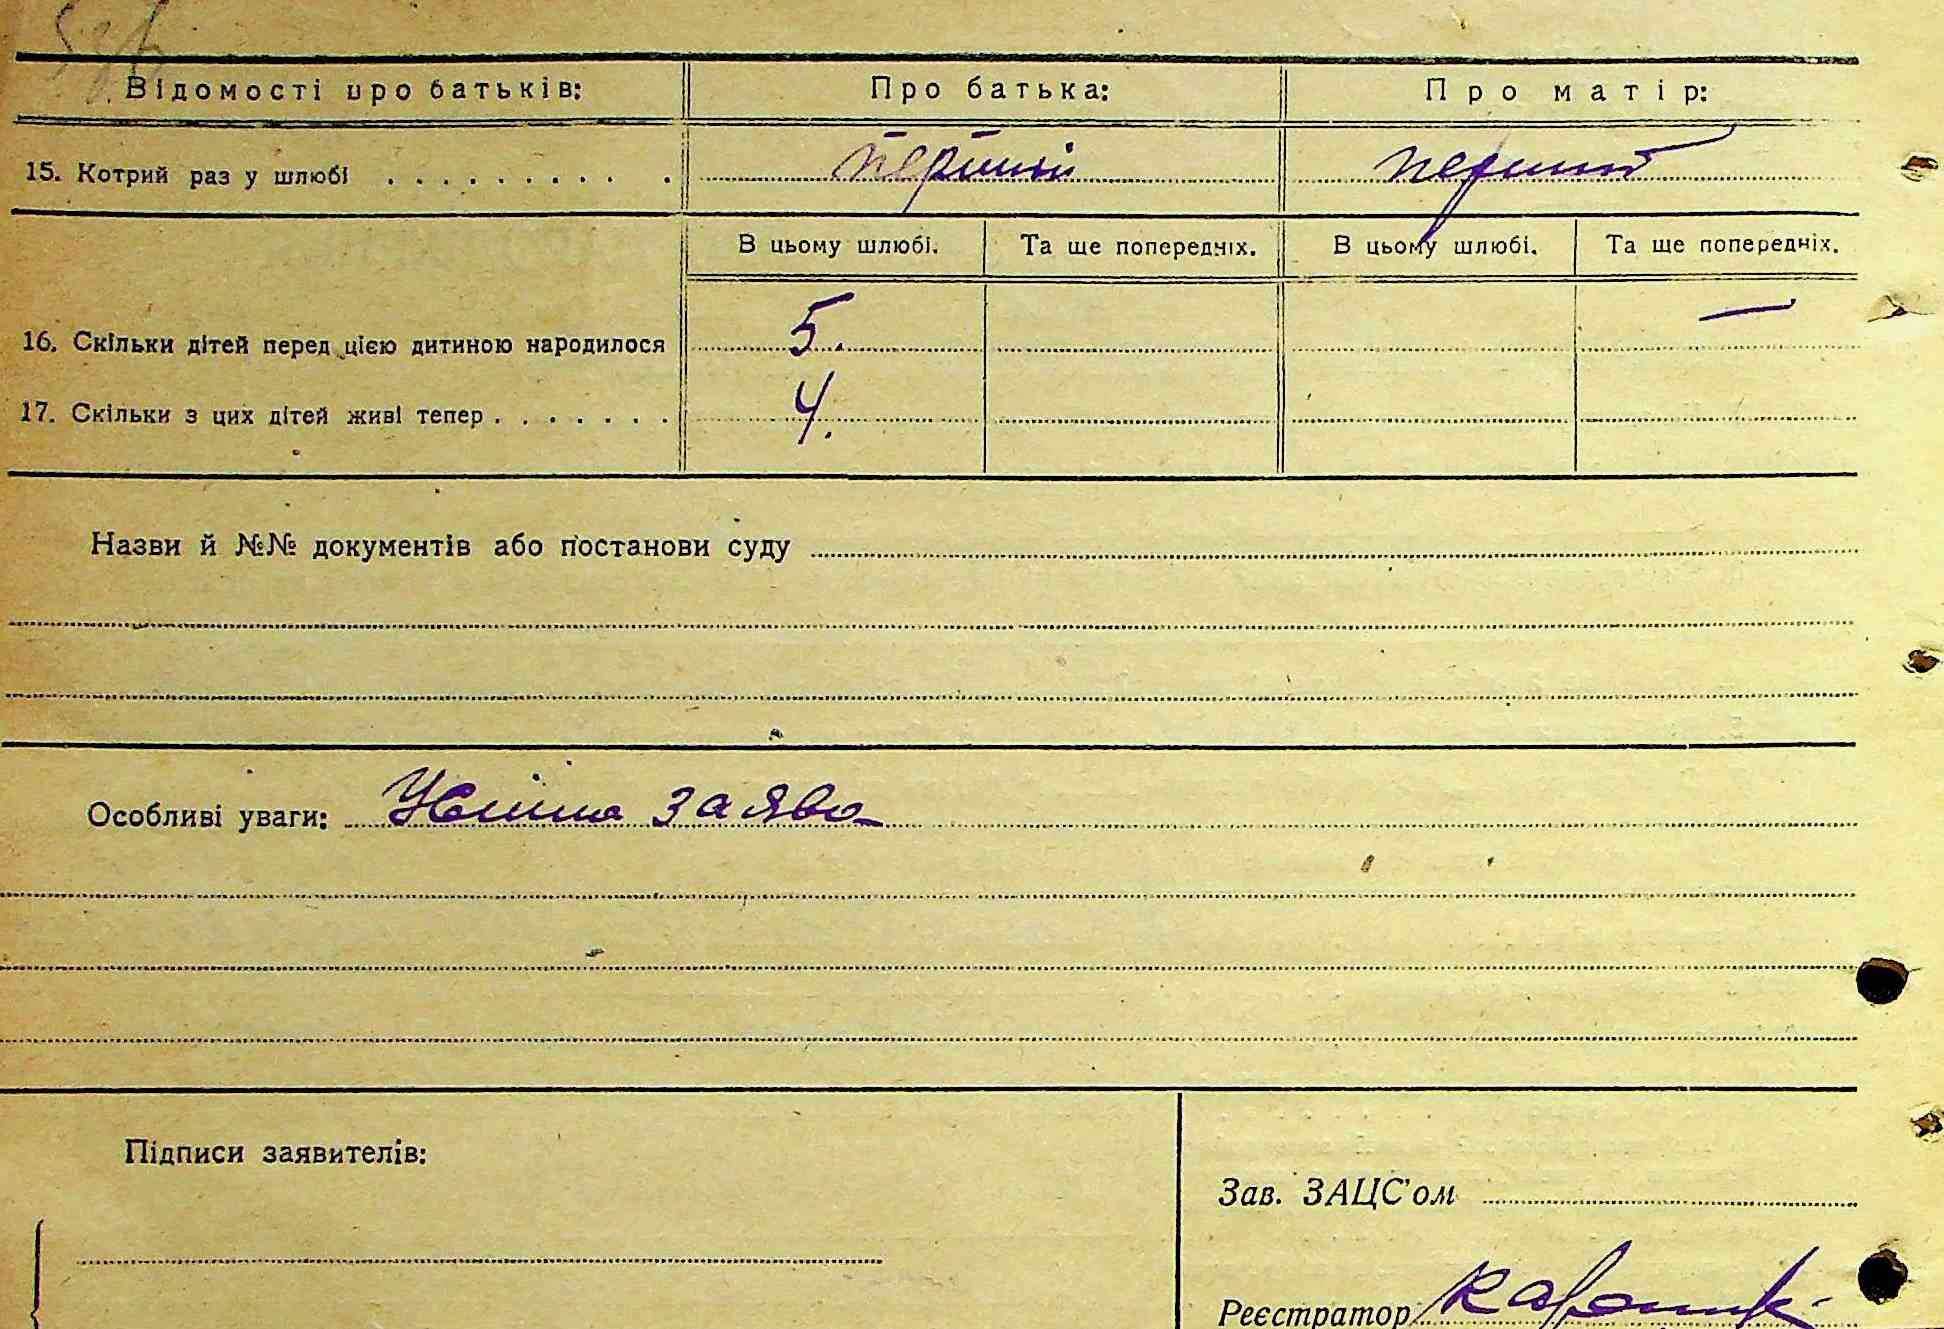 Відомості про батьків: Про батька: Про матір:
15. Котрий раз у шлюбі . . . . . . . . . . . перший перший
В цьому шлюбі. Та ще попередніх. В цьому шлюбі. Та ще попередніх.
16. Скільки дітей перед цією дитиною народилося 5. —
17. Скільки з цих дітей живі тепер . . . . . . . 4.
Назви й №№ документів або постанови суду
Особливі уваги: Усніша заява
Підписи заявителів:
Зав. ЗАЦС'ом
Реєстратор